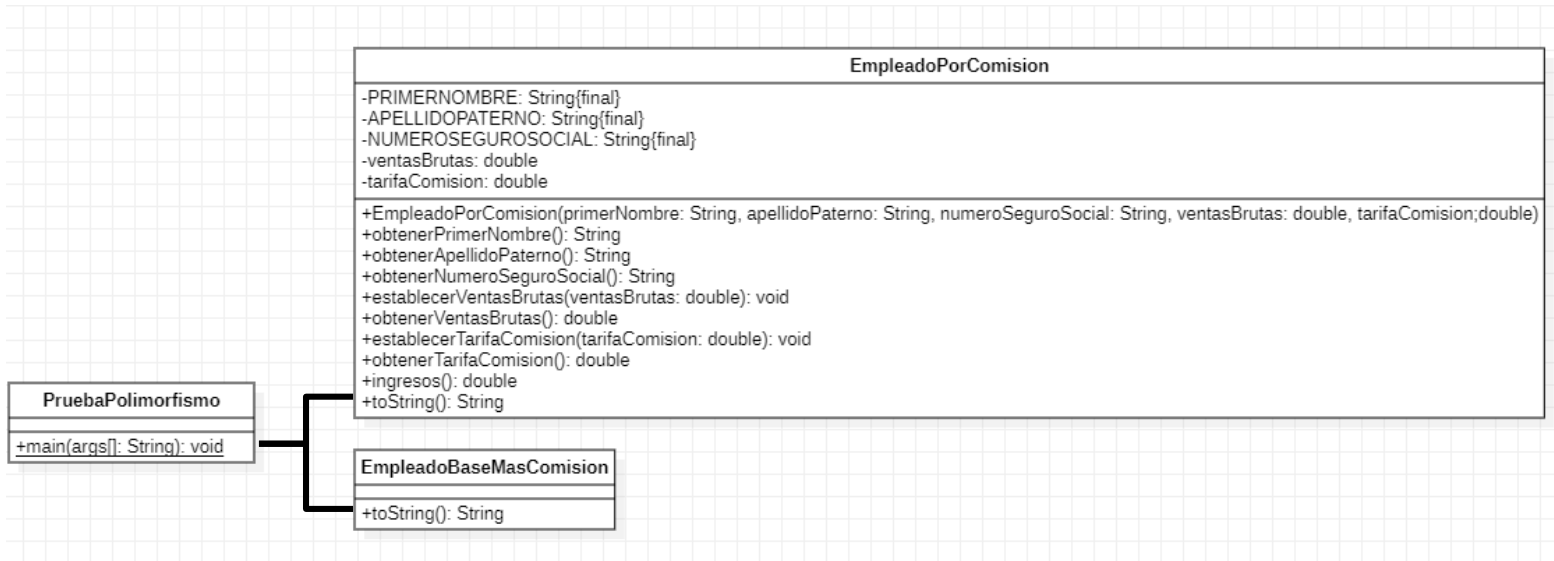 EmpleadoPorComision
-PRIMERNOMBRE: String{final}
-APELLIDOPATERNO: String{final}
-NUMEROSEGUROSOCIAL: String{final}
-ventasBrutas: double
-tarifaComision: double
+EmpleadoPorComision(primerNombre: String, apellidoPaterno: String, numeroSeguroSocial: String, ventasBrutas: double, tarifaComision;double)
+obtenerPrimerNombre(): String
+obtenerApellidoPaterno(): String
+obtenerNumeroSeguroSocial(): String
+establecerVentasBrutas(ventasBrutas: double): void
+obtenerVentasBrutas(): double
+establecerTarifaComision(tarifaComision: double): void
+obtenerTarifaComision(): double
+ingresos(): double
+toString(): String
PruebaPolimorfismo
+main(args[]: String): void
EmpleadoBaseMasComision
+toString(): String